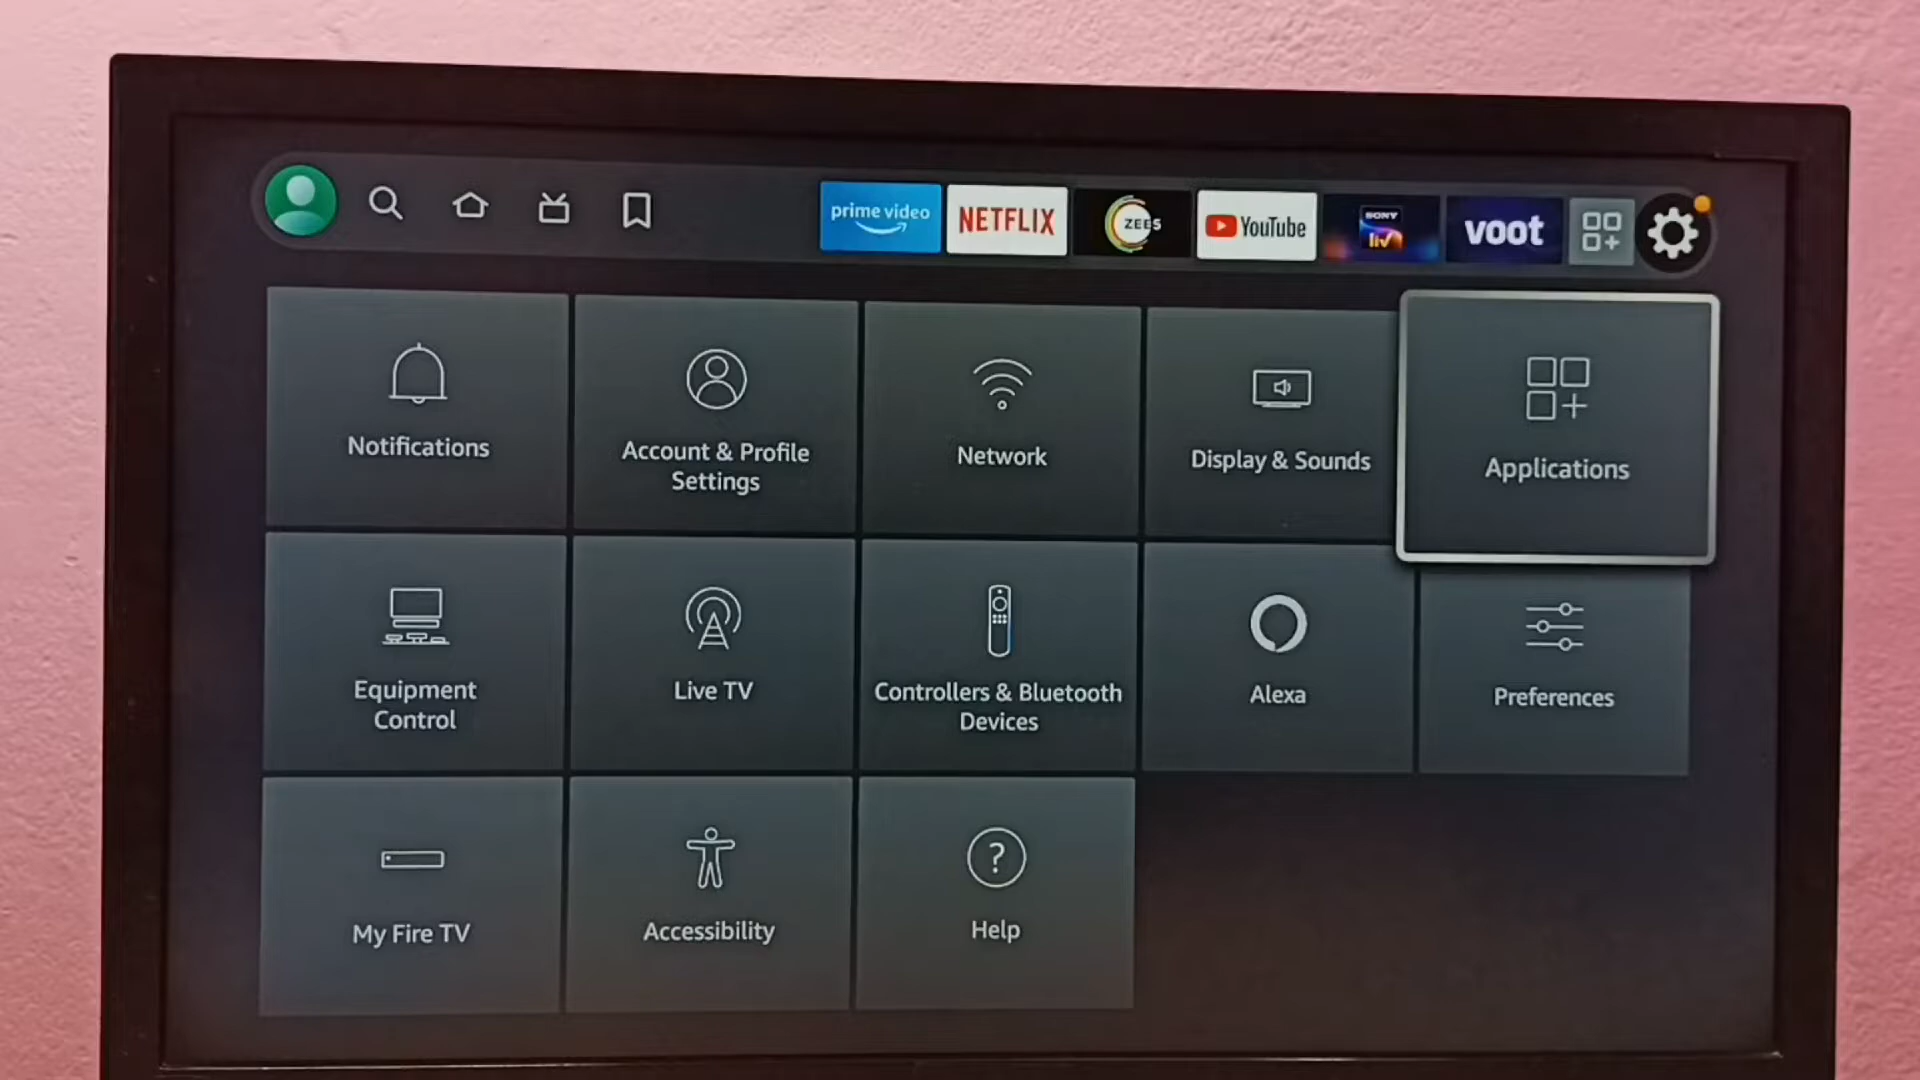 prime video
NETFLIX
ZEE5
YouTube
SONY
liv
voot
Notifications
Account & Profile
Settings
Network
Display & Sounds
Applications
Equipment
Control
Live TV
Controllers & Bluetooth
Devices
Alexa
Preferences
My Fire TV
Accessibility
?
Help